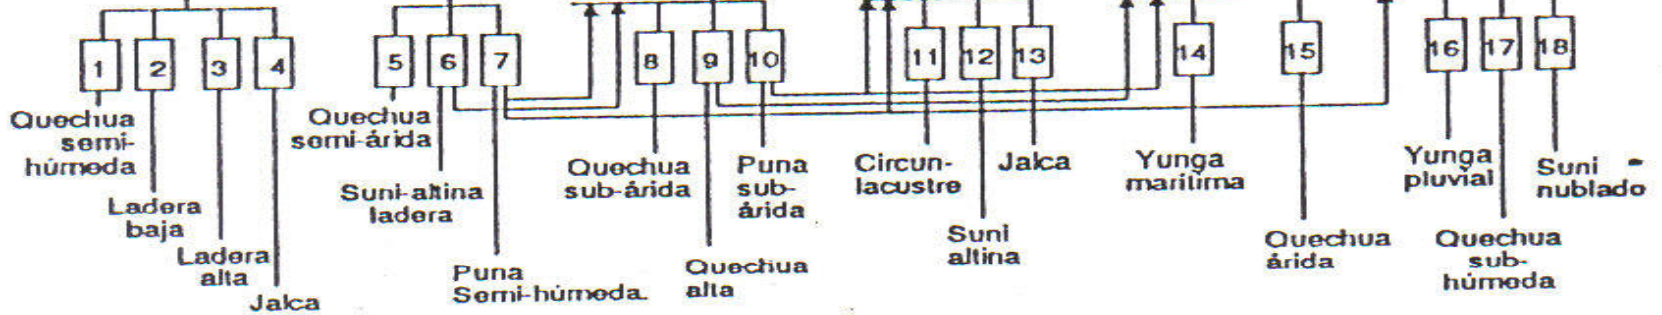 1 2 3 4 5 6 7 8 9 10 11 12 13 14 15 16 17 18
Quechua
semi-
húmeda
Ladera
baja
Ladera
alta
Jalca
Quechua
semi-árida
Suni-altina
ladera
Puna
Semi-húmeda.
Quechua
sub-árida
Quechua
alta
Puna
sub-
árida
Circun-
lacustre
Suni
altina
Jalca
Yunga
marítima
Quechua
árida
Yunga
pluvial
Quechua
sub-
húmeda
Suni
nublado